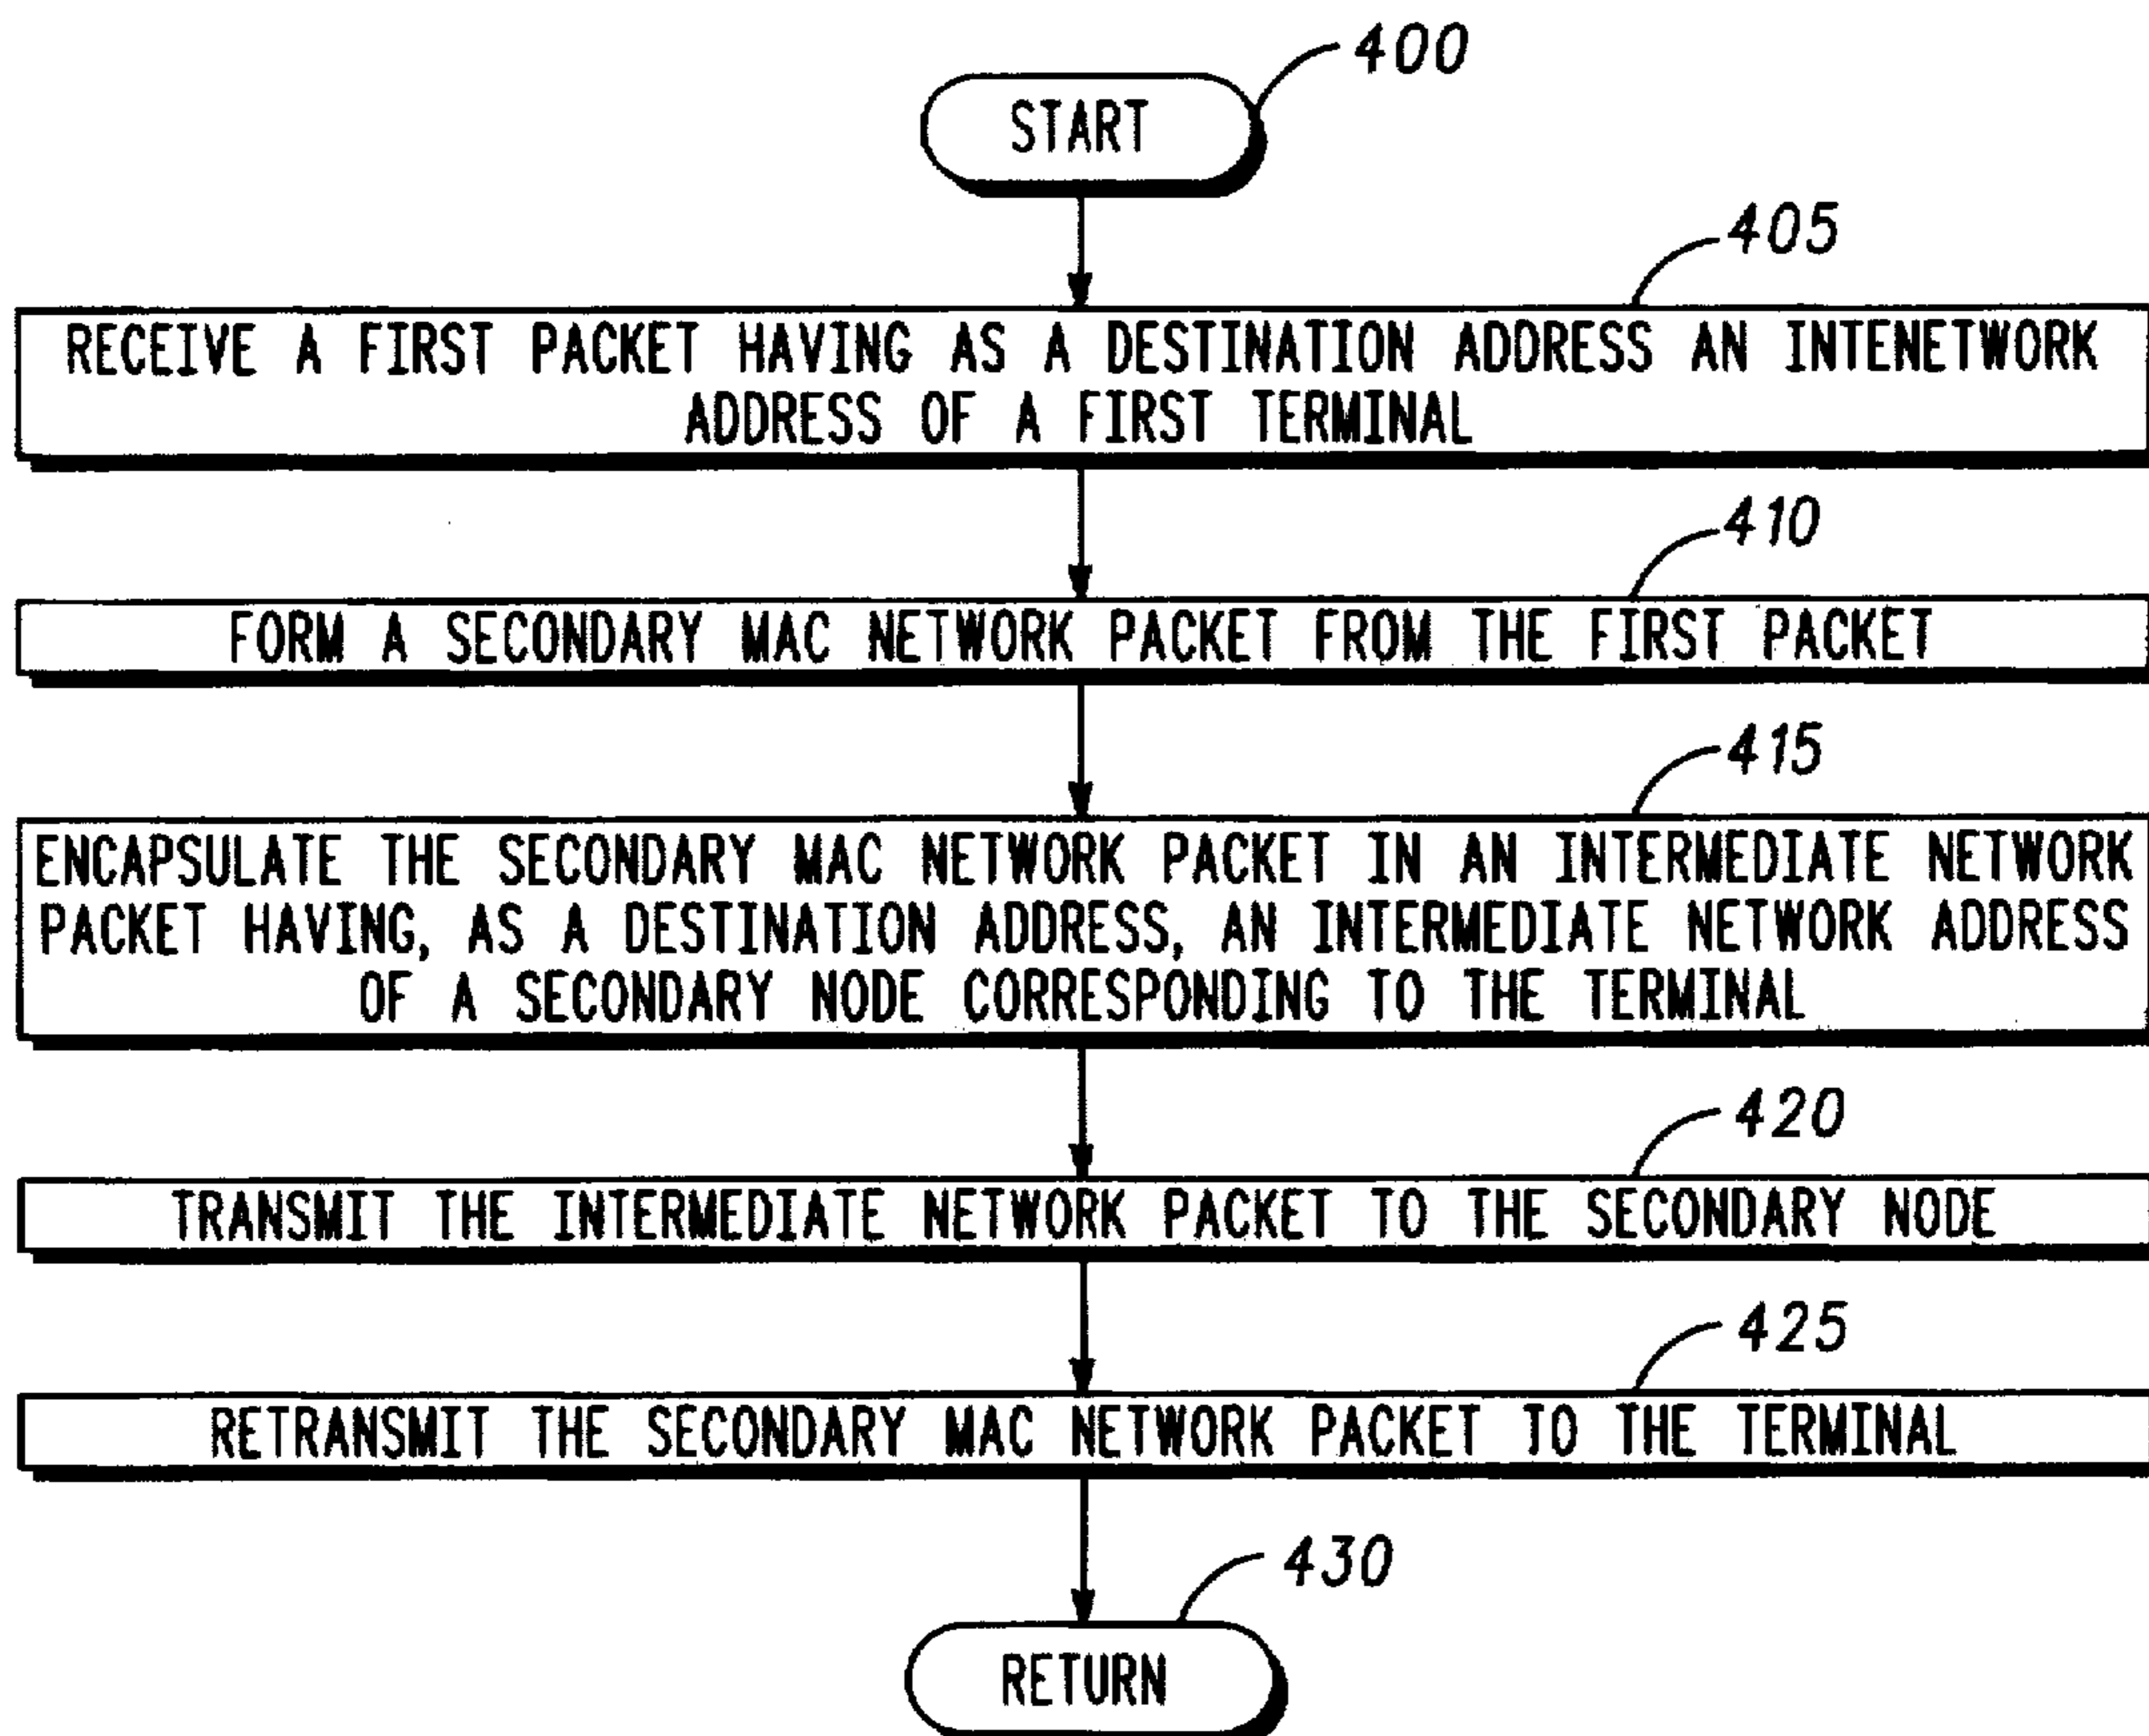 START
400
405
RECEIVE A FIRST PACKET HAVING AS A DESTINATION ADDRESS AN INTENETWORK
ADDRESS OF A FIRST TERMINAL
410
FORM A SECONDARY MAC NETWORK PACKET FROM THE FIRST PACKET
415
ENCAPSULATE THE SECONDARY MAC NETWORK PACKET IN AN INTERMEDIATE NETWORK
PACKET HAVING, AS A DESTINATION ADDRESS, AN INTERMEDIATE NETWORK ADDRESS
OF A SECONDARY NODE CORRESPONDING TO THE TERMINAL
420
TRANSMIT THE INTERMEDIATE NETWORK PACKET TO THE SECONDARY NODE
425
RETRANSMIT THE SECONDARY MAC NETWORK PACKET TO THE TERMINAL
430
RETURN